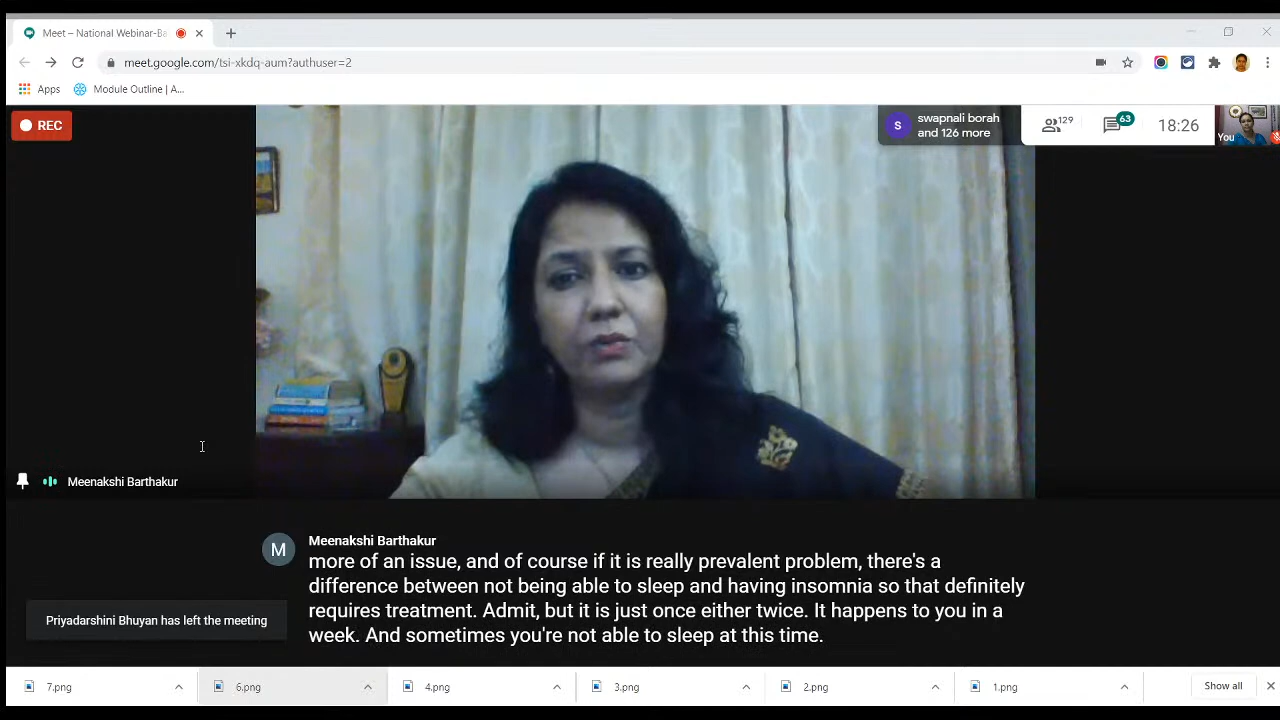 Meet – National Webinar-Ba
meet.google.com/tsi-xkdq-aum?authuser=2
Apps
Module Outline | A...
REC
S
swapnali borah
and 126 more
129
63
18:26
You
Meenakshi Barthakur
M
Meenakshi Barthakur
more of an issue, and of course if it is really prevalent problem, there's a
difference between not being able to sleep and having insomnia so that definitely
requires treatment. Admit, but it is just once either twice. It happens to you in a
week. And sometimes you're not able to sleep at this time.
Priyadarshini Bhuyan has left the meeting
7.png
6.png
4.png
3.png
2.png
1.png
Show all